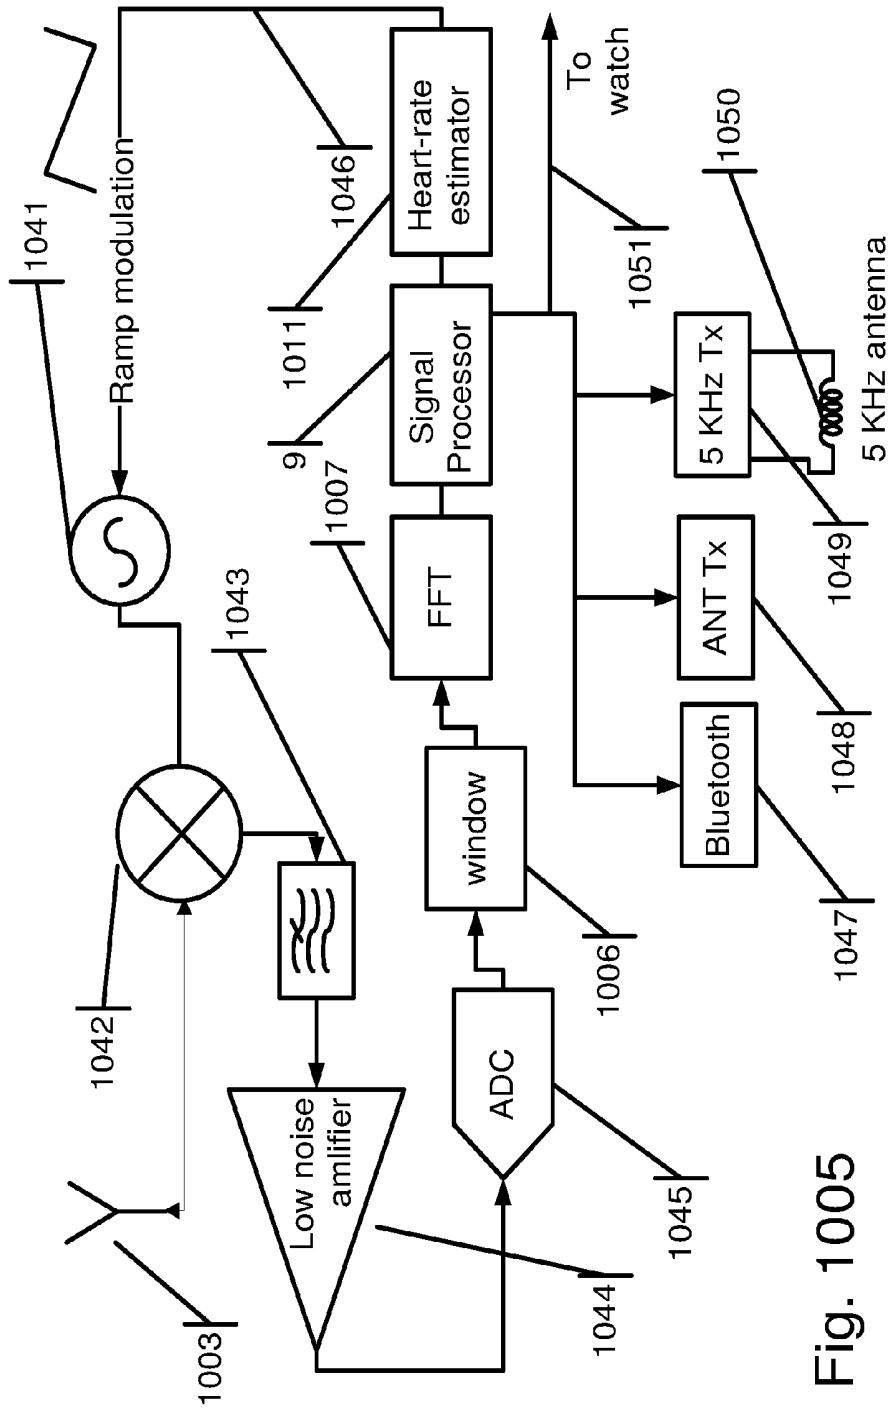 1041
Ramp modulation
1046
1011
Heart-rate
estimator
To
watch
1003
1042
1043
9
1007
Signal
Processor
FFT
window
ADC
Low noise
amlifier
1044
1045
1006
1051
1050
5 KHz Tx
5 KHz antenna
1049
ANT Tx
1048
Bluetooth
1047
Fig. 1005